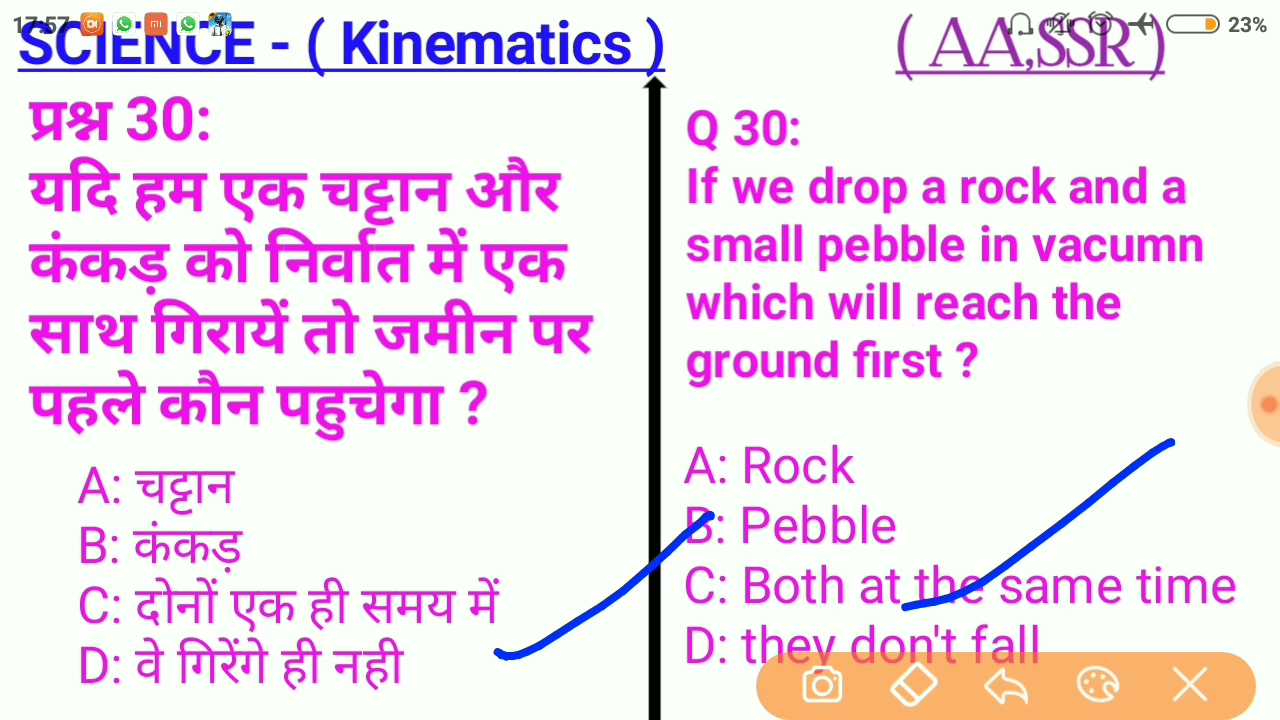 17:57
23%
SCIENCE - ( Kinematics )
( AA,SSR )
प्रश्न 30:
यदि हम एक चट्टान और
कंकड़ को निर्वात में एक
साथ गिरायें तो जमीन पर
पहले कौन पहुचेगा ?
A: चट्टान
B: कंकड़
C: दोनों एक ही समय में
D: वे गिरेंगे ही नही
Q 30:
If we drop a rock and a
small pebble in vacumn
which will reach the
ground first ?
A: Rock
B: Pebble
C: Both at the same time
D: they don't fall